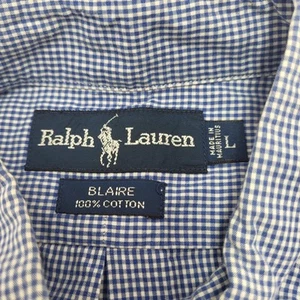 Ralph Lauren
MADE IN
MAURITIUS
L
BLAIRE
100% COTTON